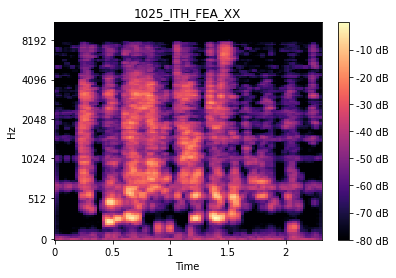 1025_ITH_FEA_XX
8192
4096
2048
1024
512
0
Hz
0
0.5
1
1.5
2
Time
-10 dB
-20 dB
-30 dB
-40 dB
-50 dB
-60 dB
-70 dB
-80 dB